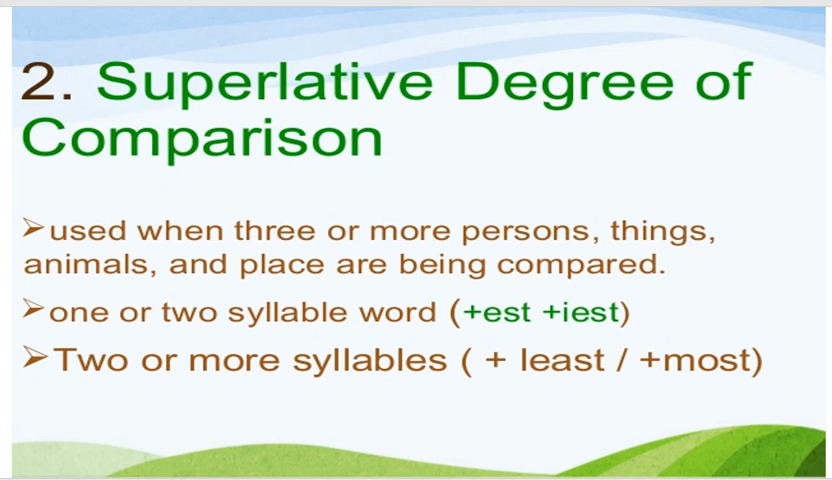 2. Superlative Degree of
Comparison
➢used when three or more persons, things,
animals, and place are being compared.
➢one or two syllable word (+est +iest)
➢Two or more syllables ( + least / +most)